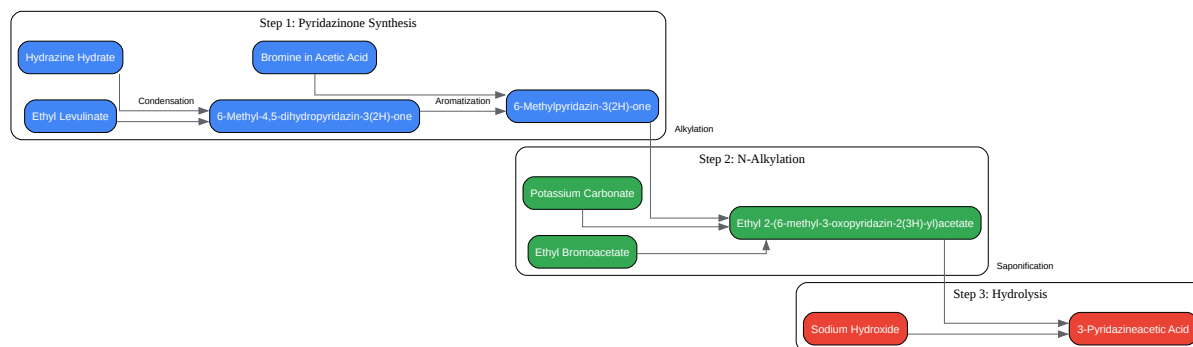 Step 1: Pyridazinone Synthesis
Hydrazine Hydrate
Bromine in Acetic Acid
Condensation
Aromatization
6-Methylpyridazin-3(2H)-one
Ethyl Levulinate
6-Methyl-4,5-dihydropyridazin-3(2H)-one
Alkylation
Step 2: N-Alkylation
Potassium Carbonate
Ethyl 2-(6-methyl-3-oxopyridazin-2(3H)-yl)acetate
Ethyl Bromoacetate
Saponification
Step 3: Hydrolysis
Sodium Hydroxide
3-Pyridazineacetic Acid